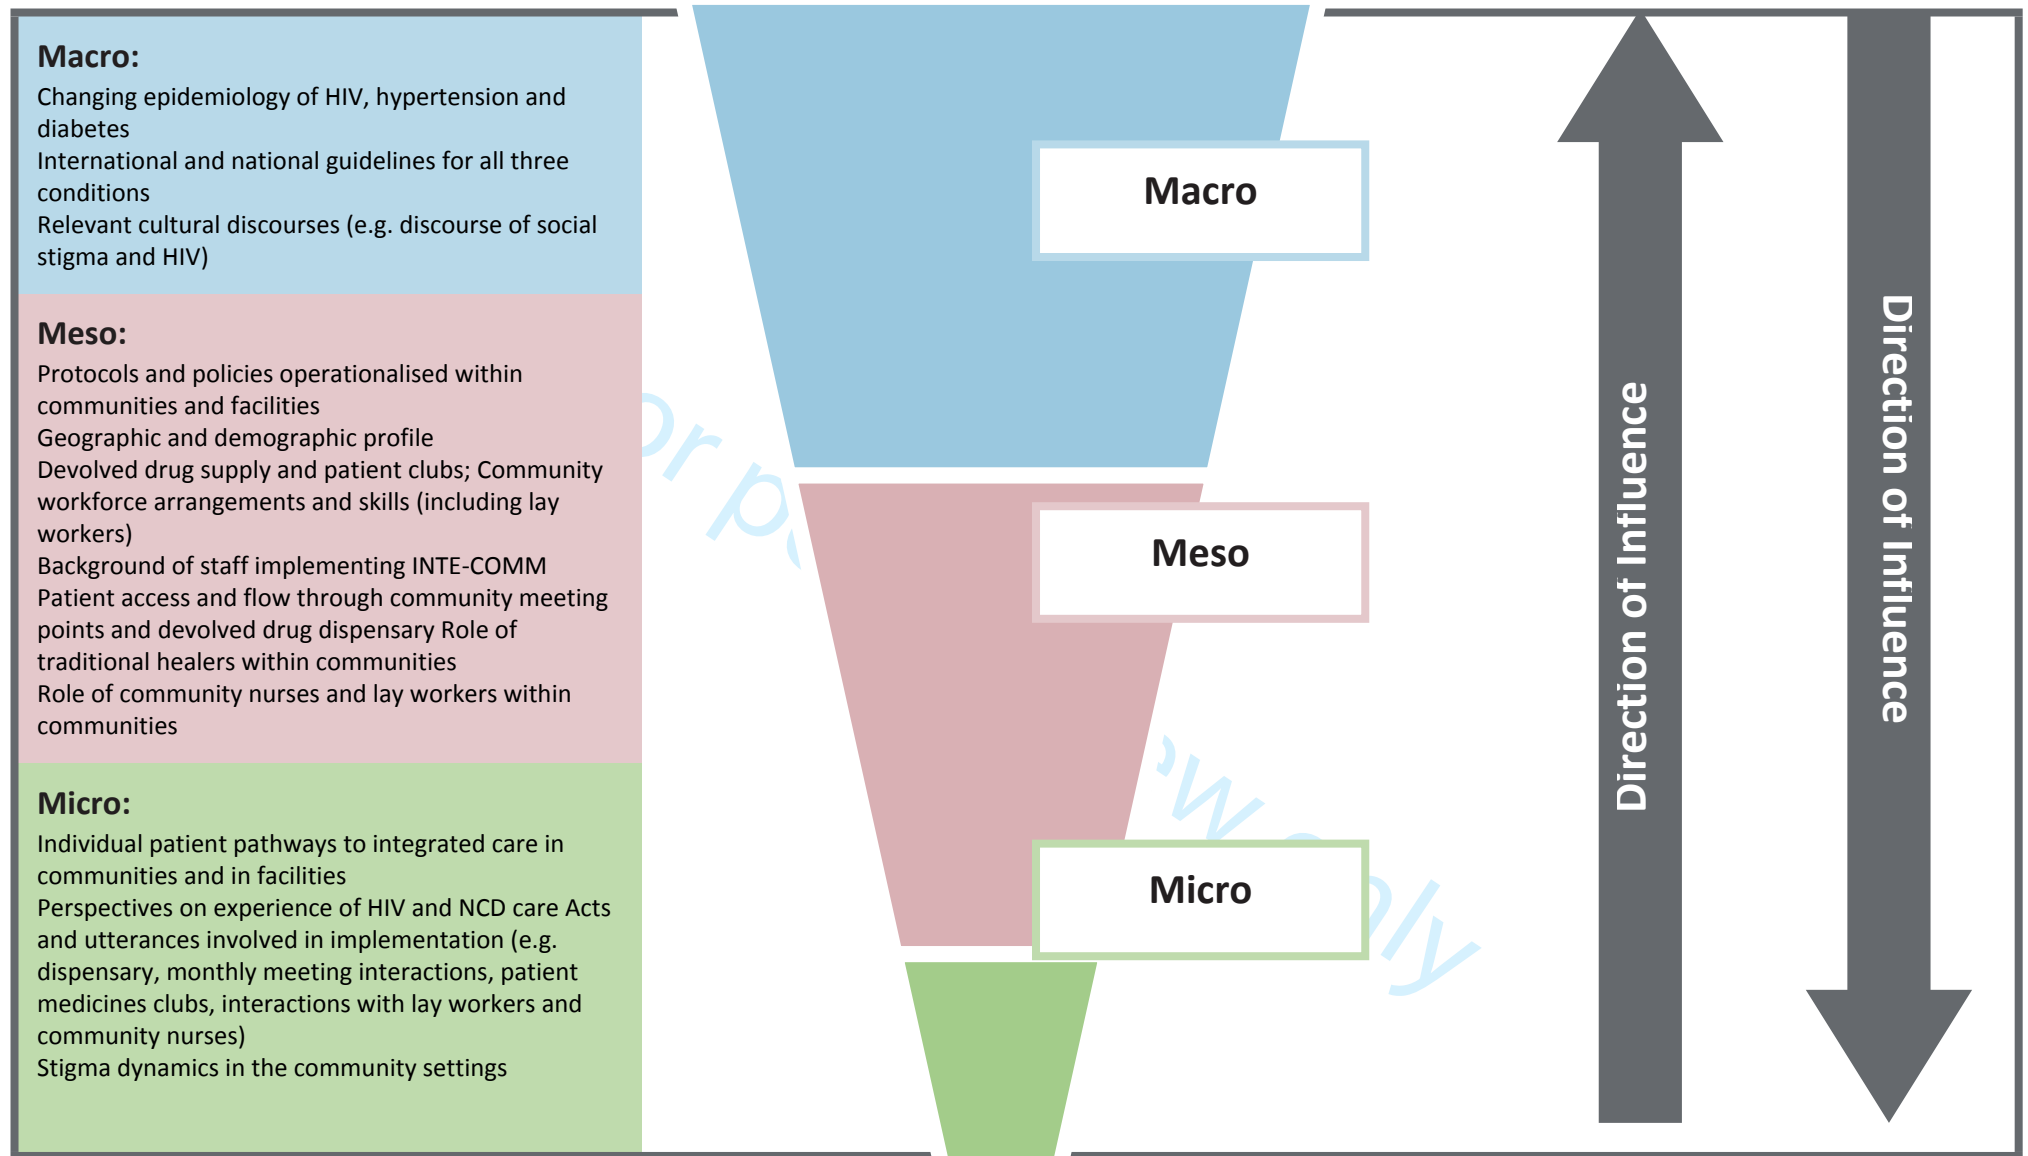 Macro:
Changing epidemiology of HIV, hypertension and
diabetes
International and national guidelines for all three
conditions
Relevant cultural discourses (e.g. discourse of social
stigma and HIV)
Meso:
Protocols and policies operationalised within
communities and facilities
Geographic and demographic profile
Devolved drug supply and patient clubs; Community
workforce arrangements and skills (including lay
workers)
Background of staff implementing INTE-COMM
Patient access and flow through community meeting
points and devolved drug dispensary Role of
traditional healers within communities
Role of community nurses and lay workers within
communities
Micro:
Individual patient pathways to integrated care in
communities and in facilities
Perspectives on experience of HIV and NCD care Acts
and utterances involved in implementation (e.g.
dispensary, monthly meeting interactions, patient
medicines clubs, interactions with lay workers and
community nurses)
Stigma dynamics in the community settings
Macro
Meso
Micro
Direction of Influence
Direction of Influence